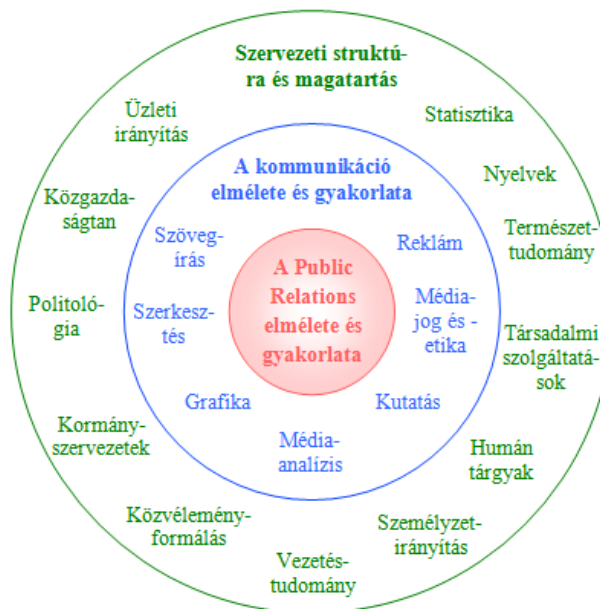 Szervezeti struktú-
ra és magatartás
Statisztika
Nyelvek
Természet-
tudomány
Társadalmi
szolgáltatá-
sok
Humán
tárgyak
Személyzet-
irányítás
Vezetés-
tudomány
Közvélemény-
formálás
Kormány-
szervezetek
Politoló-
gia
Közgazda-
ságtan
Üzleti
irányítás
A kommunikáció
elmélete és gyakorlata
Reklám
Média-
jog és -
etika
Kutatás
Média-
analízis
Grafika
Szerkesz-
tés
Szöveg-
írás
A Public
Relations
elmélete és
gyakorlata